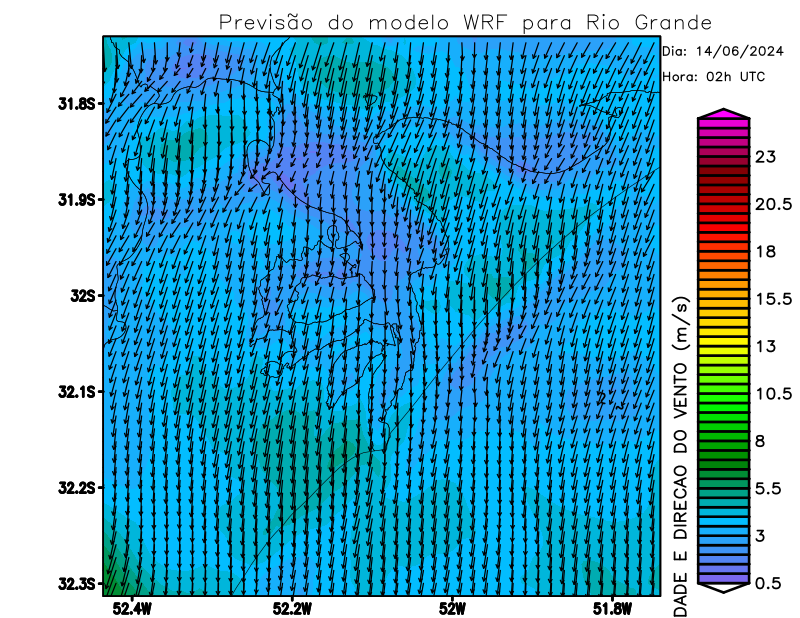 Previsão do modelo WRF para Rio Grande
Dia: 14/06/2024
Hora: 02h UTC
31.8S
31.9S
32S
32.1S
32.2S
32.3S
52.4W
52.2W
52W
51.8W
DADE E DIRECAO DO VENTO (m/s)
23
20.5
18
15.5
13
10.5
8
5.5
3
0.5